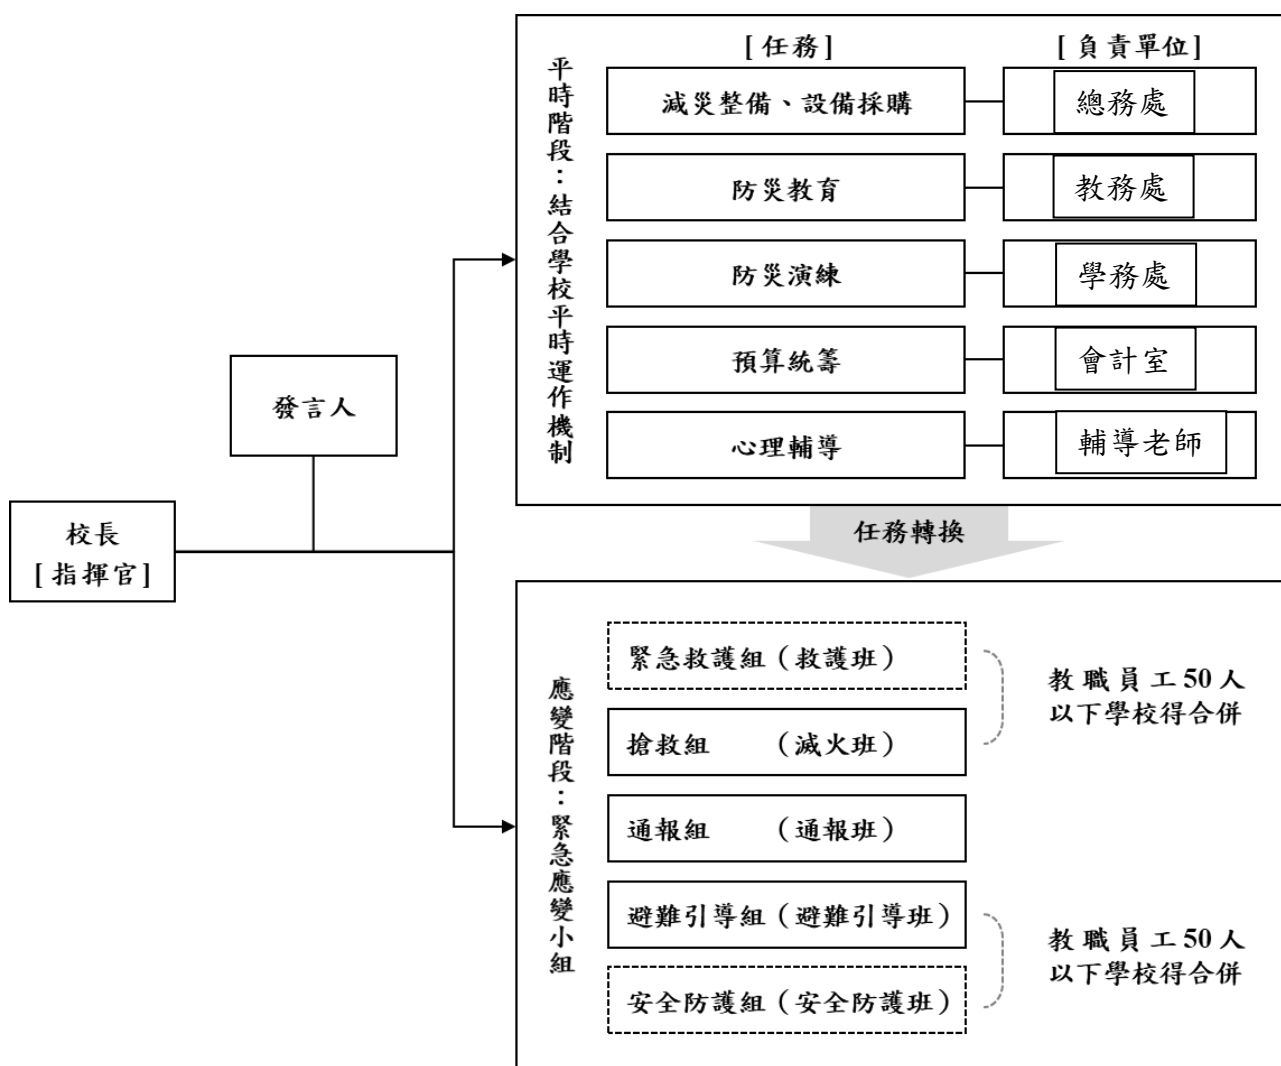 [任務]
[負責單位]
平時階段：結合學校平時運作機制
減災整備、設備採購
總務處
防災教育
教務處
防災演練
學務處
預算統籌
會計室
心理輔導
輔導老師
發言人
校長
[指揮官]
任務轉換
應變階段：緊急應變小組
緊急救護組（救護班）
搶救組　　（滅火班）
教職員工50人
以下學校得合併
通報組　　（通報班）
避難引導組（避難引導班）
安全防護組（安全防護班）
教職員工50人
以下學校得合併